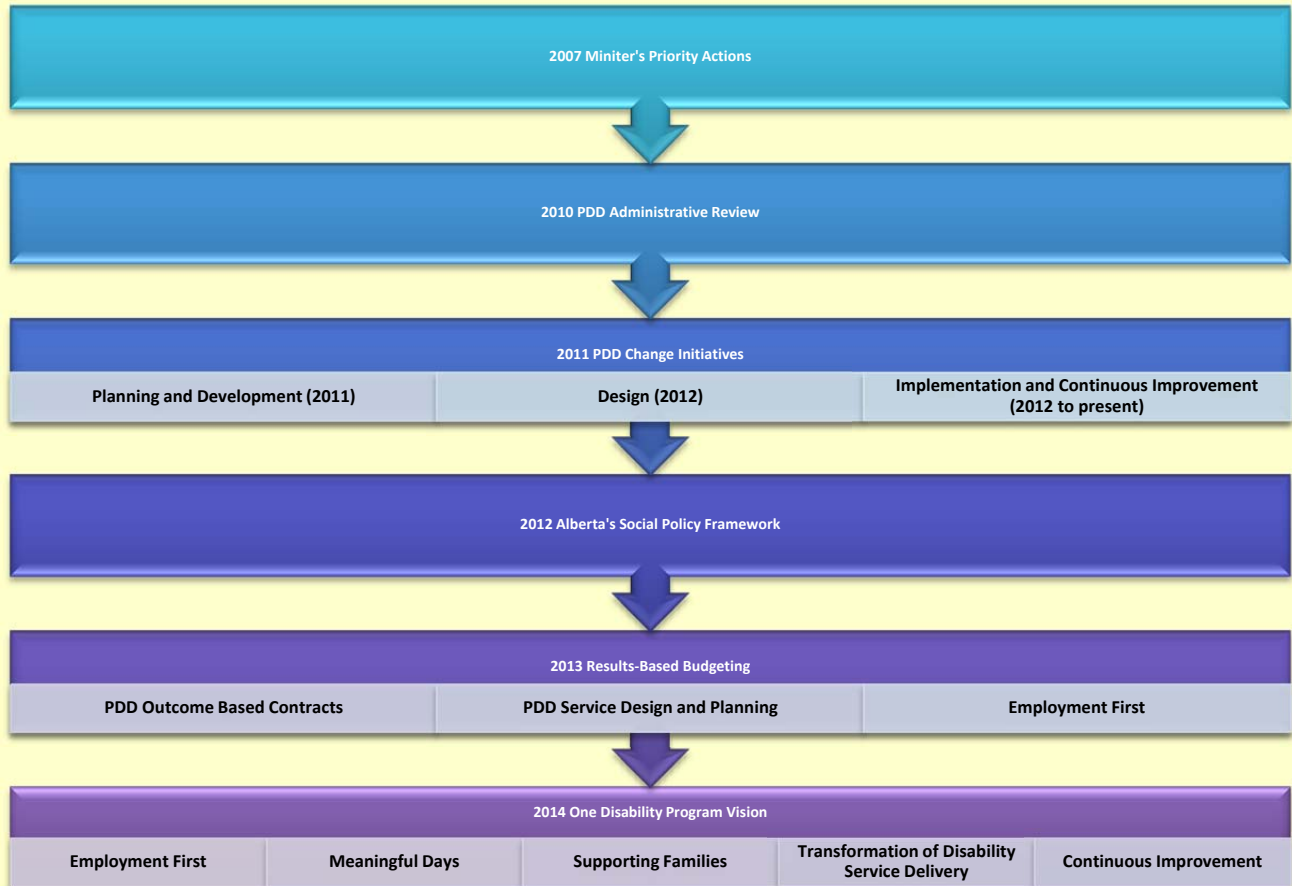 2007 Miniter's Priority Actions
2010 PDD Administrative Review
2011 PDD Change Initiatives
Planning and Development (2011)
Design (2012)
Implementation and Continuous Improvement
(2012 to present)
2012 Alberta's Social Policy Framework
2013 Results-Based Budgeting
PDD Outcome Based Contracts
PDD Service Design and Planning
Employment First
2014 One Disability Program Vision
Employment First
Meaningful Days
Supporting Families
Transformation of Disability
Service Delivery
Continuous Improvement